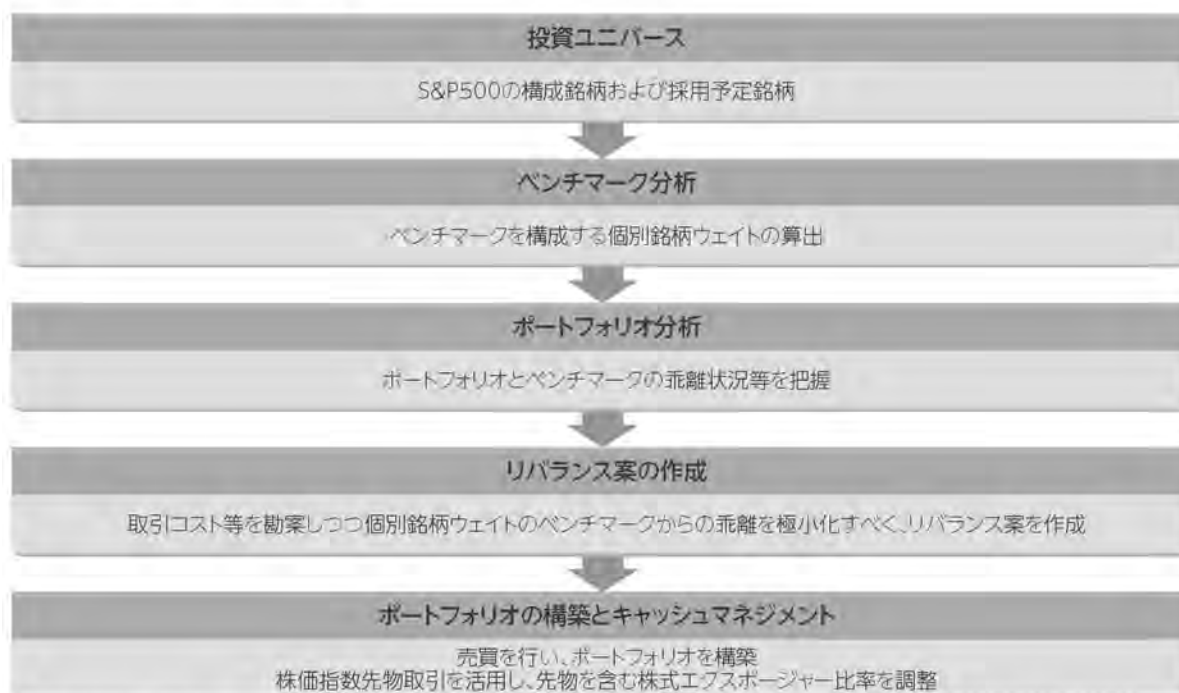 投資ユニバース
S&P500の構成銘柄および採用予定銘柄
ベンチマーク分析
ベンチマークを構成する個別銘柄ウェイトの算出
ポートフォリオ分析
ポートフォリオとベンチマークの乖離状況等を把握
リバランス案の作成
取引コスト等を勘案しつつ個別銘柄ウェイトのベンチマークからの乖離を極小化すべく、リバランス案を作成
ポートフォリオの構築とキャッシュマネジメント
売買を行い、ポートフォリオを構築
株価指数先物取引を活用し、先物を含む株式エクスポージャー比率を調整